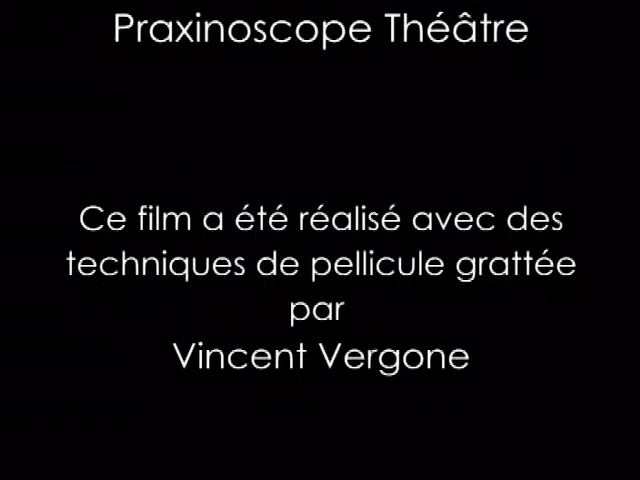 Praxinoscope Théâtre
Ce film a été réalisé avec des
techniques de pellicule grattée
par
Vincent Vergone